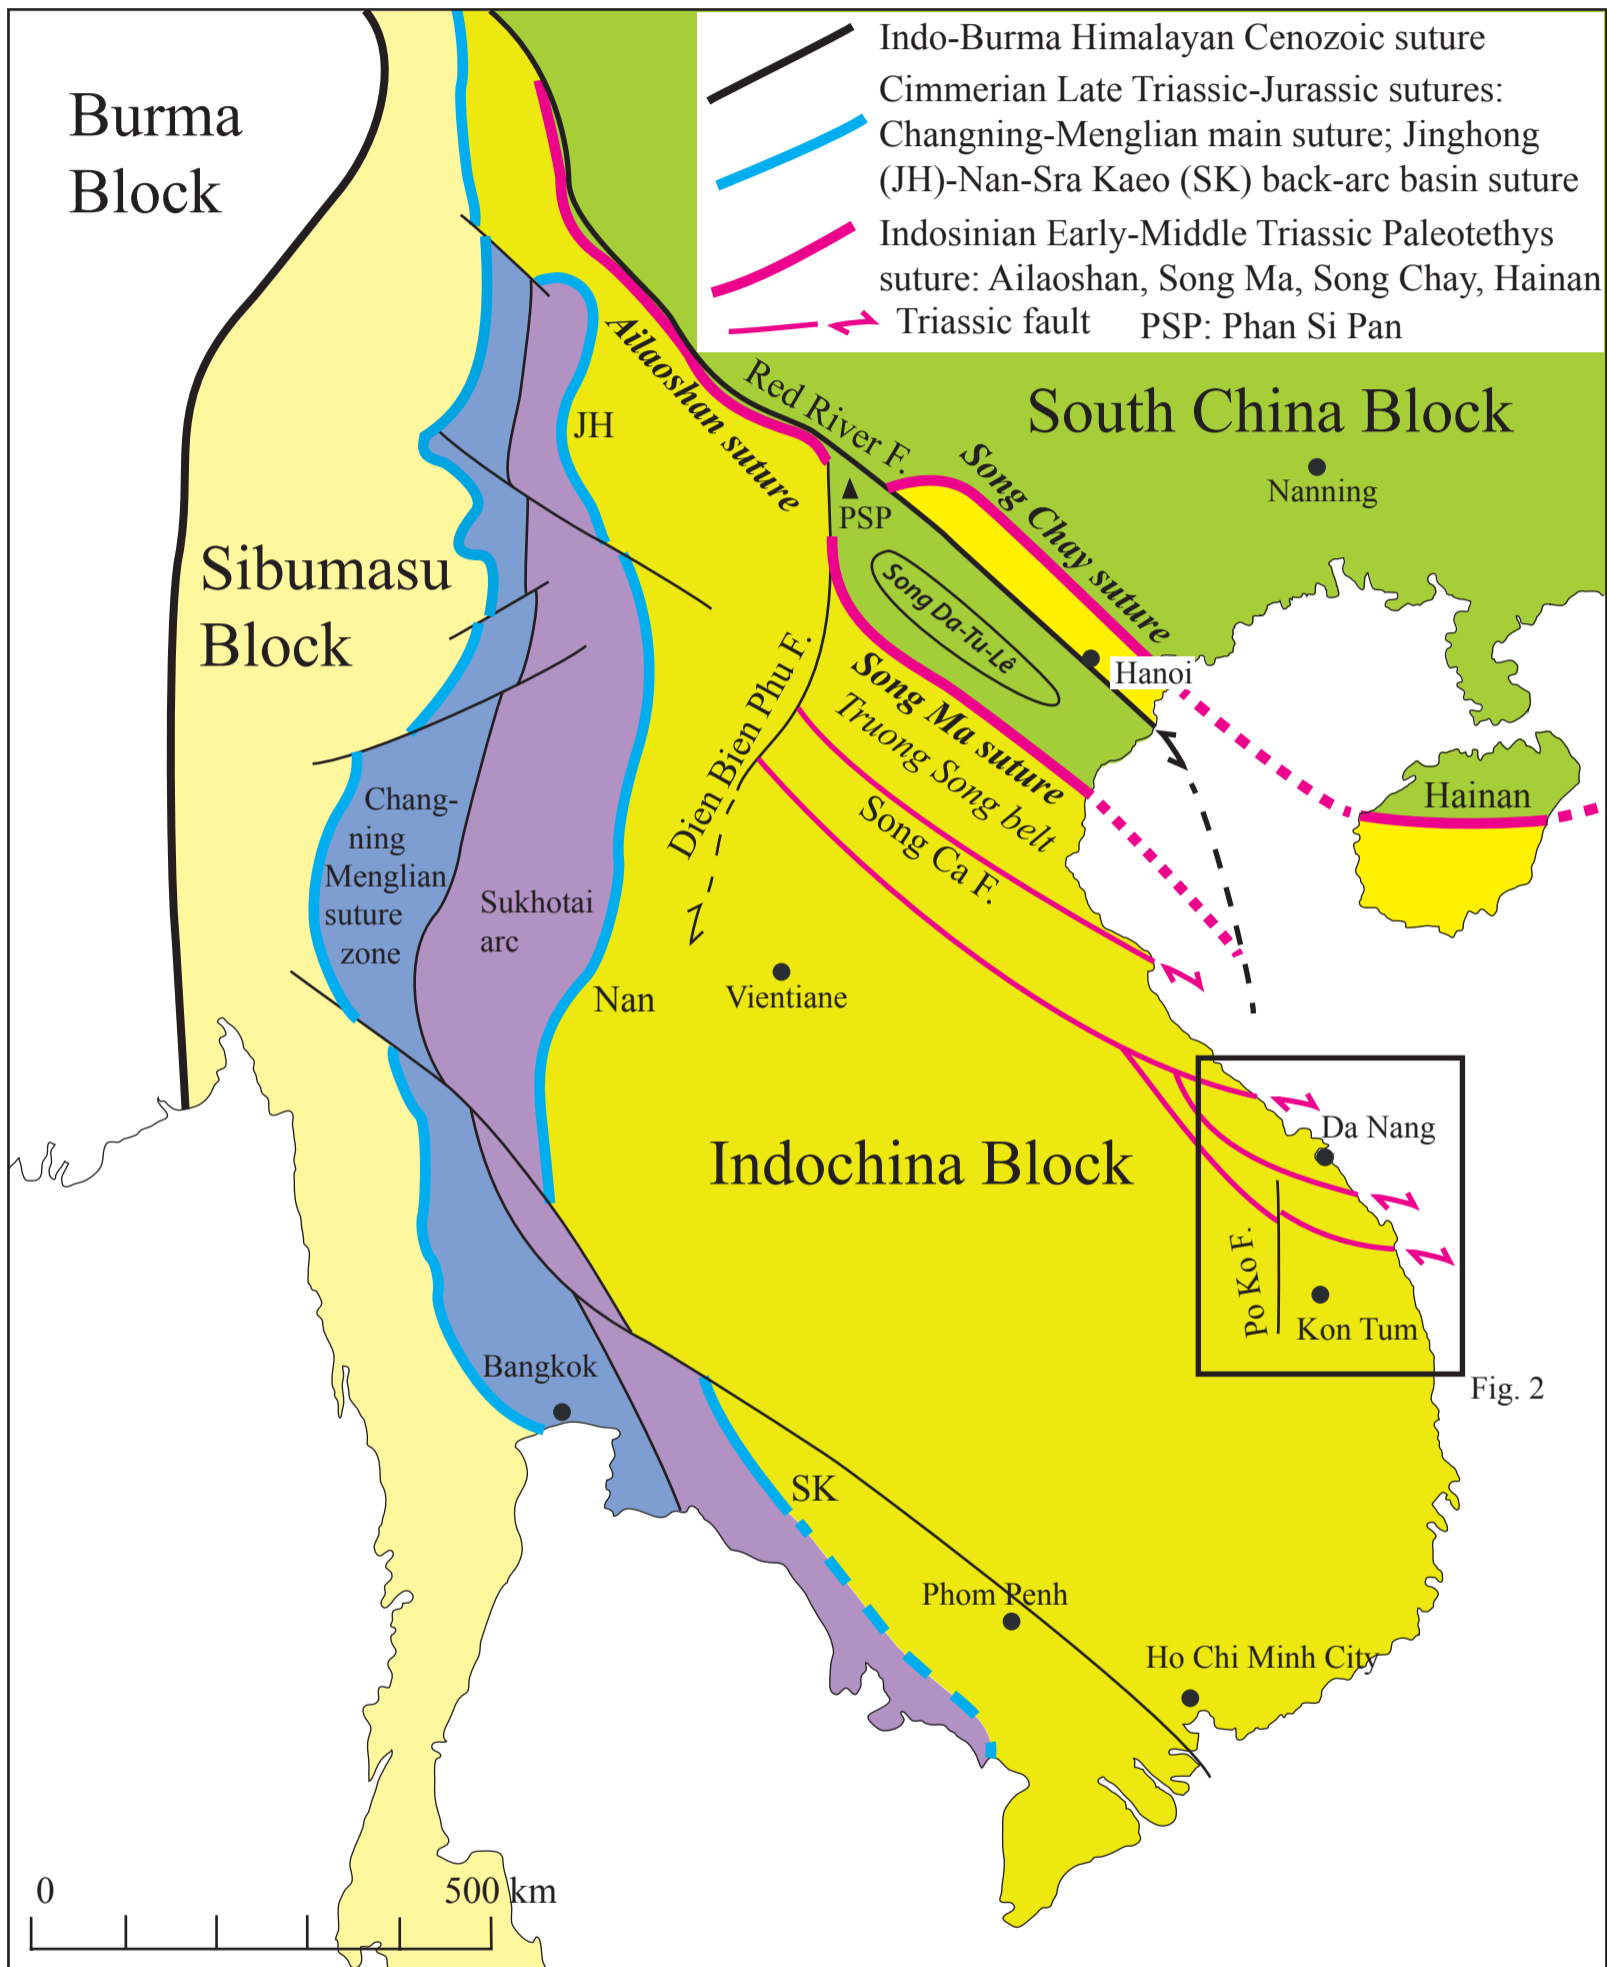 Indo-Burma Himalayan Cenozoic suture
Cimmerian Late Triassic-Jurassic sutures:
Changning-Menglian main suture; Jinghong
(JH)-Nan-Sra Kaeo (SK) back-arc basin suture
Indosinian Early-Middle Triassic Paleotethys
suture: Ailaoshan, Song Ma, Song Chay, Hainan
Triassic fault PSP: Phan Si Pan
Burma
Block
South China Block
Nanning
Red River F.
Ailaoshan suture
Song Chay suture
JH
PSP
Sibumasu
Block
Song Da-Tu-Lê
Hanoi
Song Ma suture
Truong Song belt
Dien Bien Phu F.
Song Ca F.
Hainan
Chang-
ning
Menglian
suture
zone
Sukhotai
arc
Nan
Vientiane
Indochina Block
Da Nang
Po Ko F.
Kon Tum
Fig. 2
Bangkok
SK
Phom Penh
Ho Chi Minh City
0
500 km